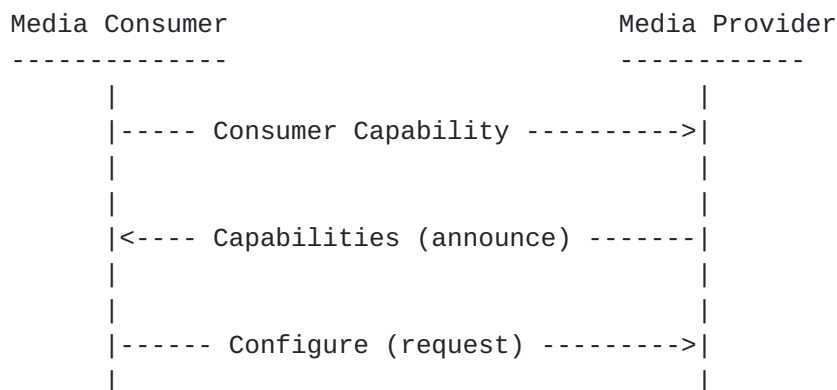 Media Consumer                         Media Provider
--------------                         ------------
      |                                     |
      |----- Consumer Capability ---------->|
      |                                     |
      |                                     |
      |<---- Capabilities (announce) -------|
      |                                     |
      |                                     |
      |------ Configure (request) --------->|
      |                                     |